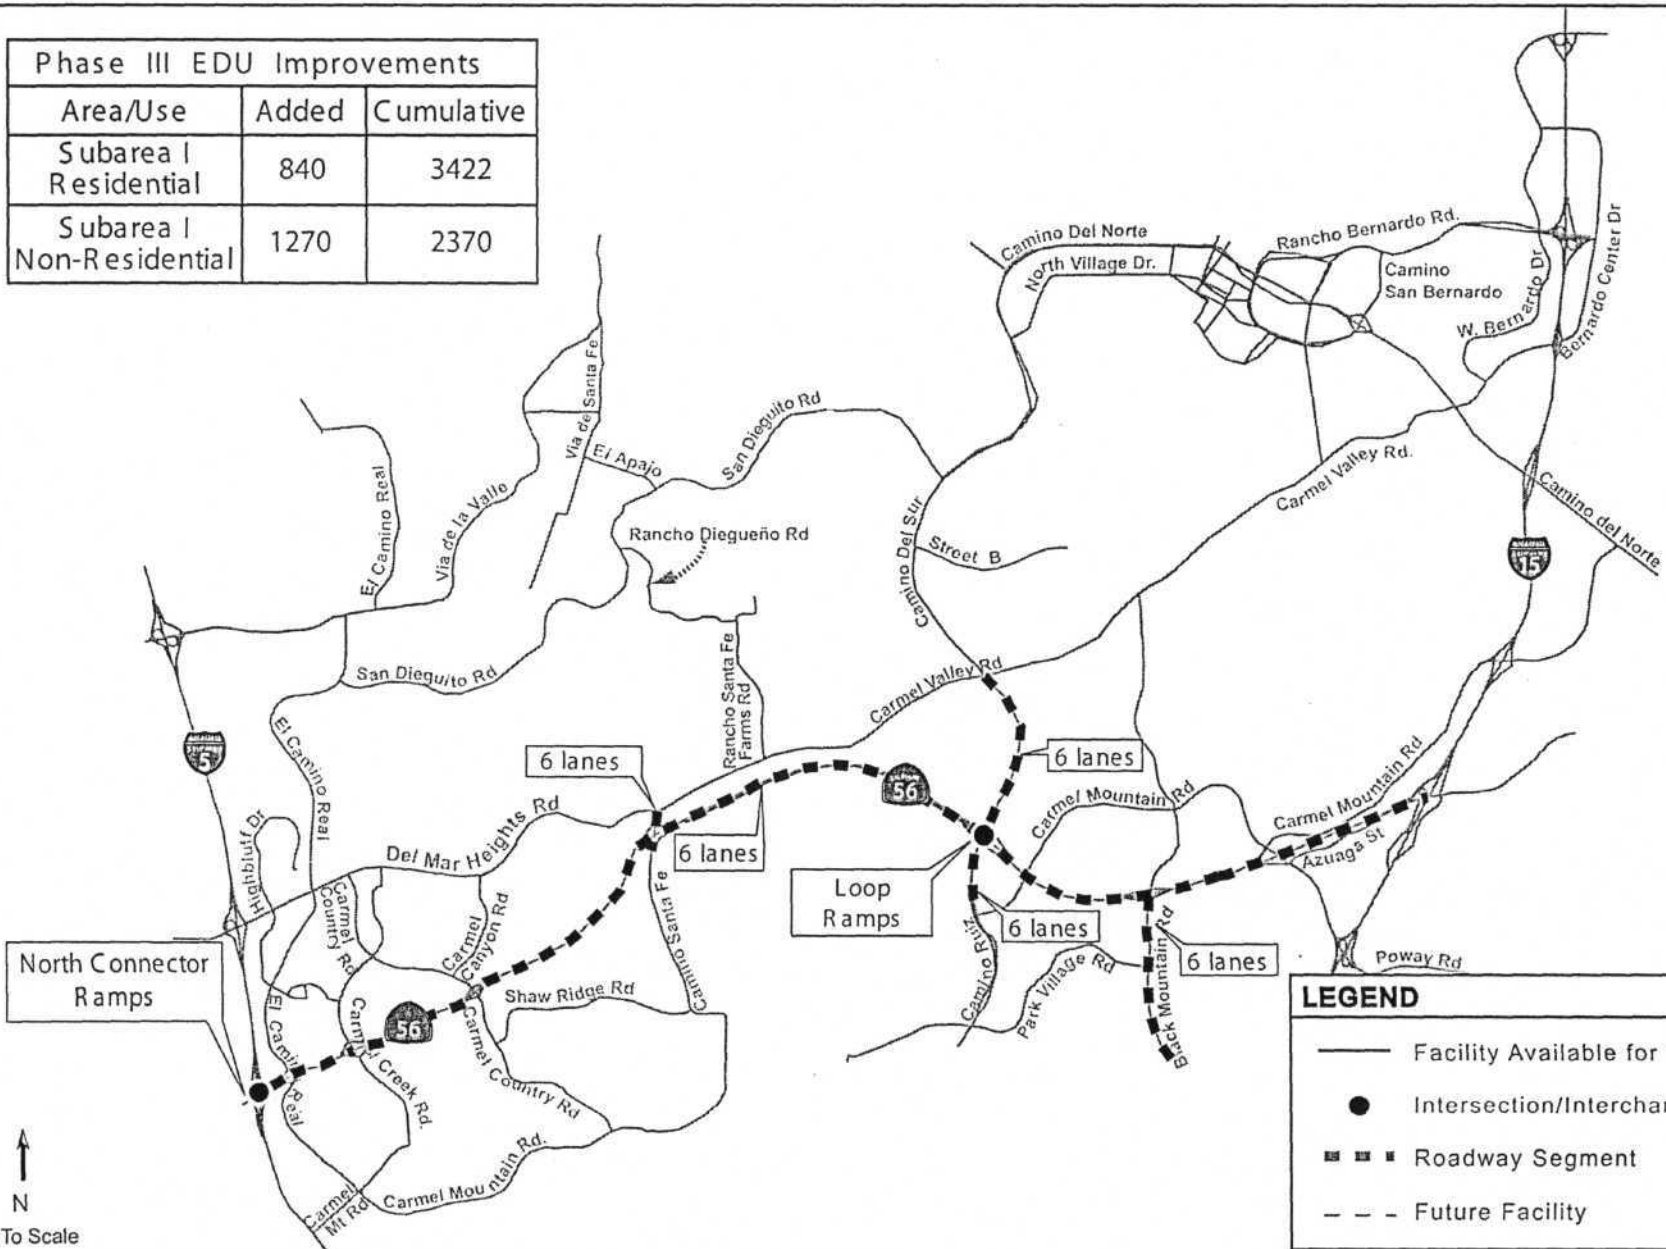 Phase III EDU Improvements
Area/Use Added Cumulative
Subarea I
Residential
840 3422
Subarea I
Non-Residential
1270 2370
Camino Del Norte
North Village Dr.
Rancho Bernardo Rd.
Camino
San Bernardo
W. Bernardo Dr
Bernardo Center Dr
Via de Santa Fe
El Apajo
San Dieguito Rd
El Camino Real
Via de la Valle
Rancho Diegueño Rd
Camino Del Sur
Street B
Carmel Valley Rd.
Camino del Norte
15
San Dieguito Rd
Rancho Santa Fe
Farms Rd
Carmel Valley Rd
5
El Camino Real
6 lanes
56
6 lanes
Carmel Mountain Rd
Carmel Mountain Rd
Azuaga St
Highbluff Dr
Del Mar Heights Rd
6 lanes
Loop
Ramps
Carmel
Country Rd
Carmel
Canyon Rd
Camino Santa Fe
Camino Ruiz
6 lanes
Park Village Rd
Black Mountain Rd
6 lanes
Poway Rd
North Connector
Ramps
El Camino Real
Carmel Creek Rd.
56
Shaw Ridge Rd
Carmel Country Rd
Carmel
Mt Rd
Carmel Mountain Rd.
N
To Scale
LEGEND
Facility Available for
Intersection/Interchan
Roadway Segment
Future Facility